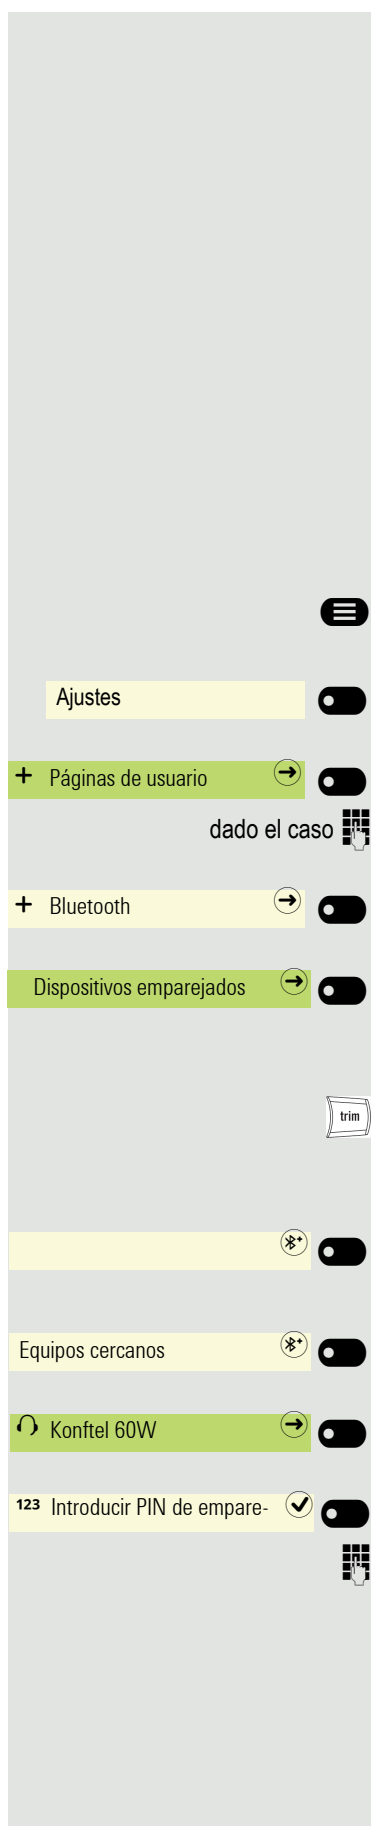 Ajustes
+ Páginas de usuario
dado el caso
+ Bluetooth
Dispositivos emparejados
trim
Equipos cercanos
Konftel 60W
123 Introducir PIN de empare-